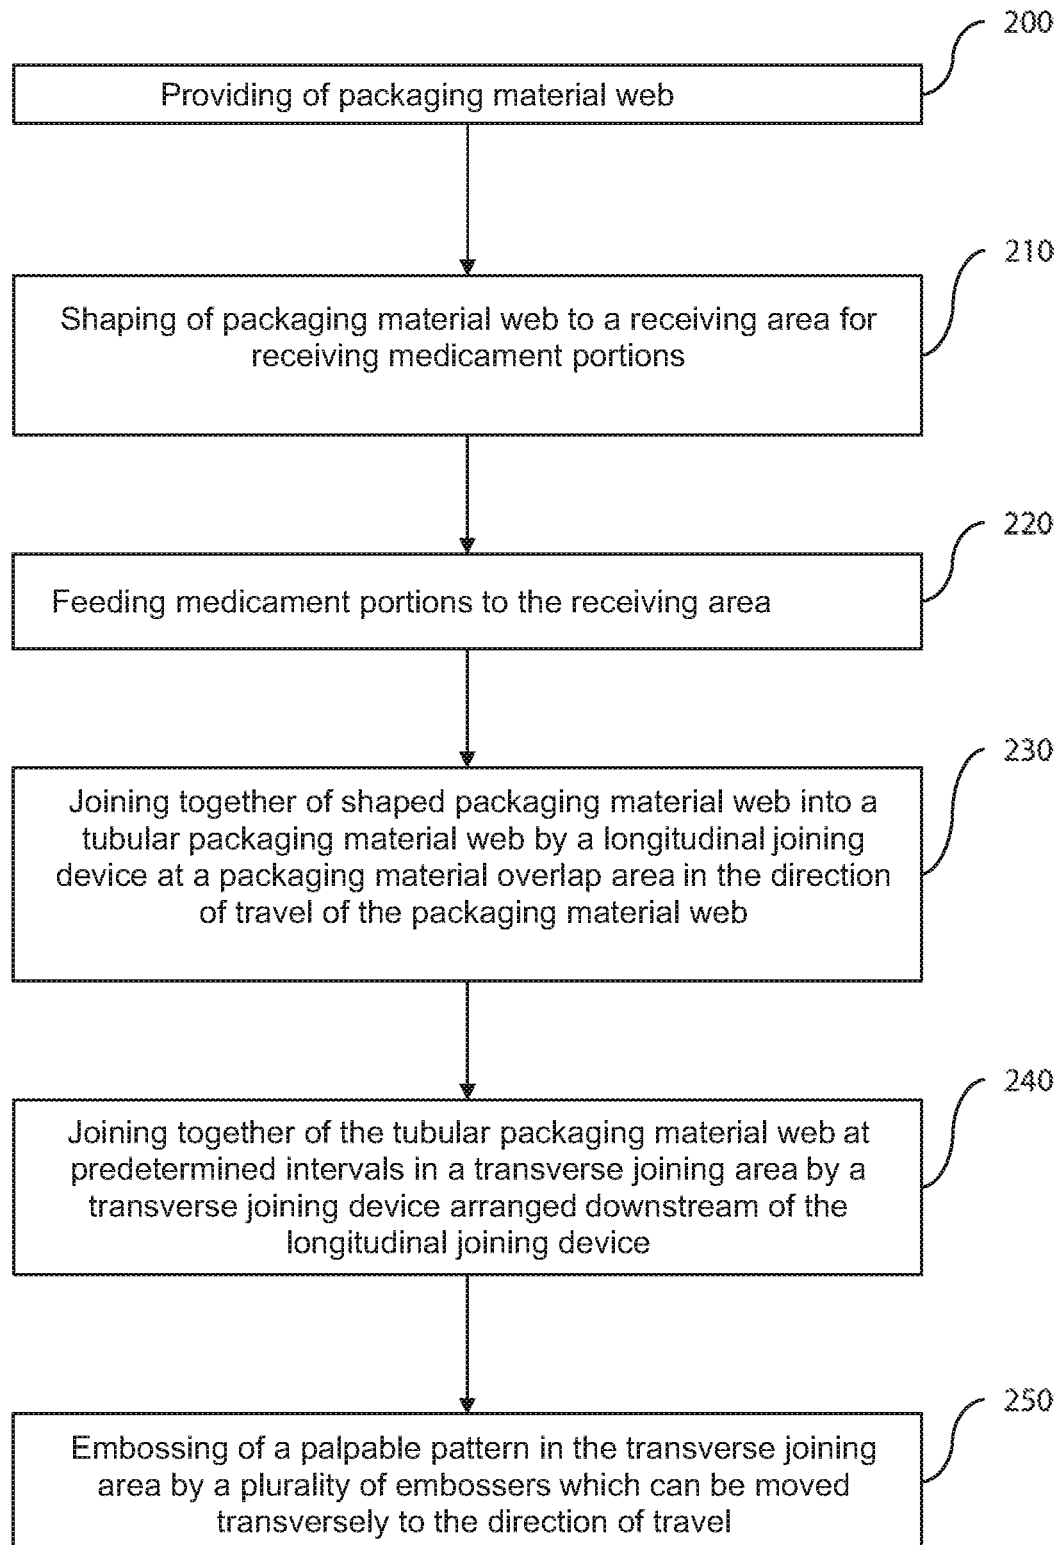 200
Providing of packaging material web
210
Shaping of packaging material web to a receiving area for
receiving medicament portions
220
Feeding medicament portions to the receiving area
230
Joining together of shaped packaging material web into a
tubular packaging material web by a longitudinal joining
device at a packaging material overlap area in the direction
of travel of the packaging material web
240
Joining together of the tubular packaging material web at
predetermined intervals in a transverse joining area by a
transverse joining device arranged downstream of the
longitudinal joining device
250
Embossing of a palpable pattern in the transverse joining
area by a plurality of embossers which can be moved
transversely to the direction of travel